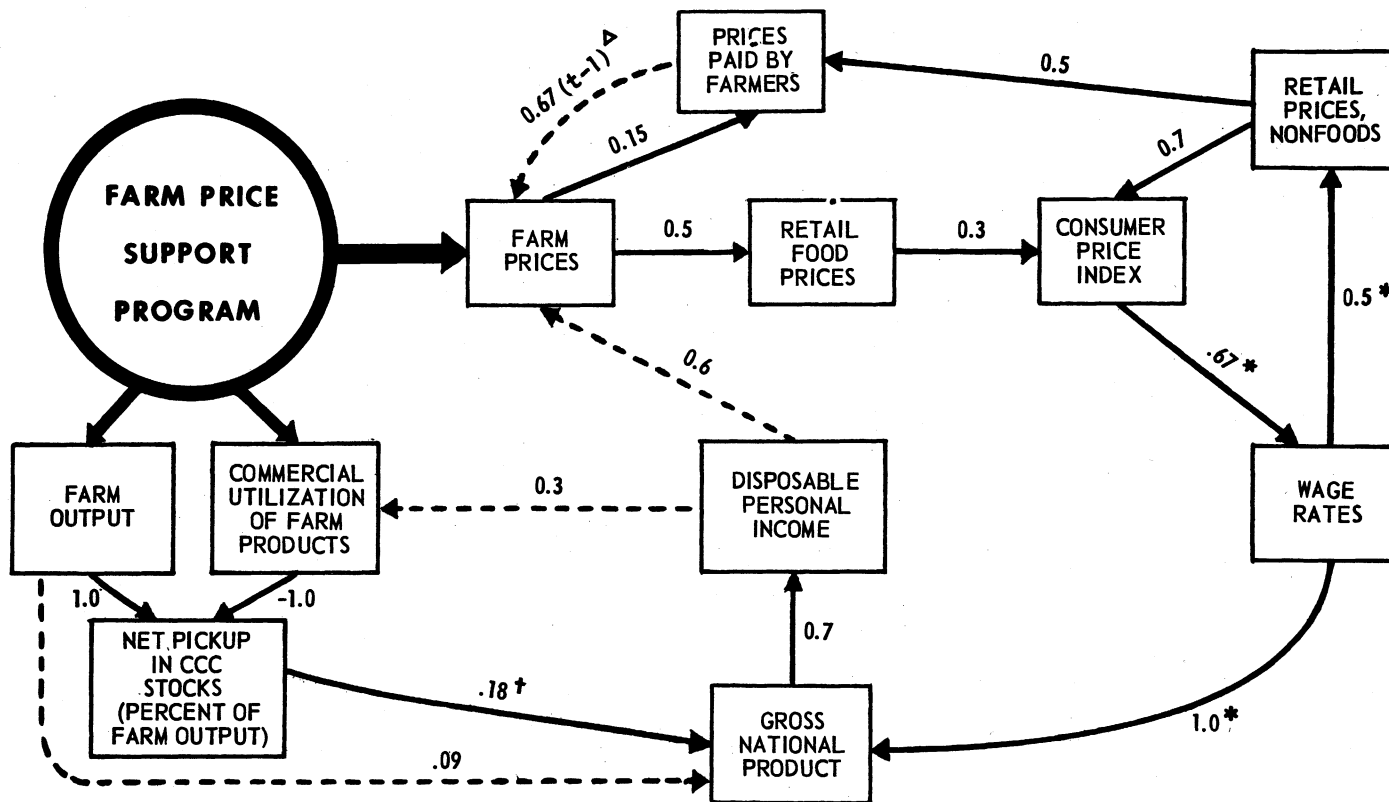 PRICES
PAID BY
FARMERS
0.67 (t-1) Δ
0.5
RETAIL
PRICES,
NONFOODS
0.15
0.7
FARM PRICE
SUPPORT
PROGRAM
FARM
PRICES
0.5
RETAIL
FOOD
PRICES
0.3
CONSUMER
PRICE
INDEX
0.5 *
0.6
.67 *
FARM
OUTPUT
COMMERCIAL
UTILIZATION
OF FARM
PRODUCTS
0.3
DISPOSABLE
PERSONAL
INCOME
WAGE
RATES
1.0
-1.0
NET PICKUP
IN CCC
STOCKS
(PERCENT OF
FARM OUTPUT)
0.7
.18 †
GROSS
NATIONAL
PRODUCT
1.0 *
.09